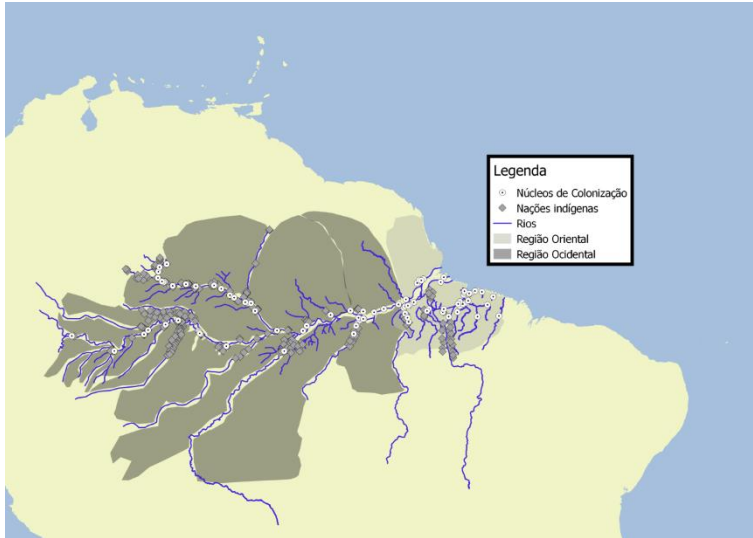 Legenda
Núcleos de Colonização
Nações indígenas
Rios
Região Oriental
Região Ocidental